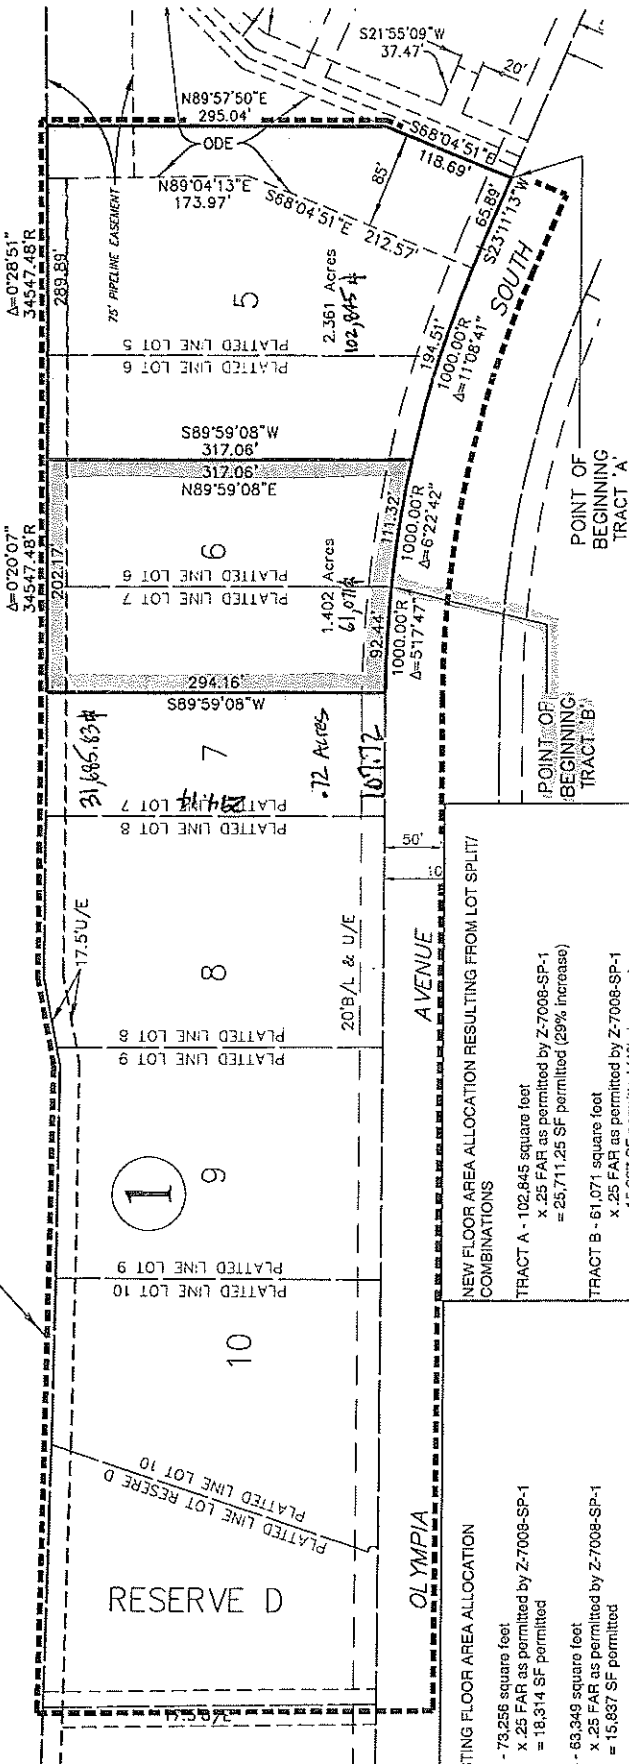 S21°55'09"W
37.47'
20'
N89°57'50"E
295.04'
ODE
S68°04'51"E
118.69'
85'
N89°04'13"E
173.97'
S68°04'51"E
212.57'
65.89'
S23°11'13"W
SOUTH
Δ=0°28'51"
34547.48'R
289.89'
75' PIPELINE EASEMENT
5
2.361 Acres
102,845
194.51'
1000.00'R
Δ=11°08'41"
PLATTED LINE LOT 5
PLATTED LINE LOT 6
S89°59'08"W
317.06'
317.06'
N89°59'08"E
Δ=0°20'07"
34547.48'R
202.17'
6
1.402 Acres
61,071
111.32'
1000.00'R
Δ=6°22'42"
PLATTED LINE LOT 6
PLATTED LINE LOT 7
92.44'
1000.00'R
Δ=5°17'47"
294.16'
S89°59'08"W
POINT OF
BEGINNING
TRACT 'A'
POINT OF
BEGINNING
TRACT 'B'
31,685.83
7
.72 Acres
107.72
PLATTED LINE LOT 7
PLATTED LINE LOT 8
50'
17.5'U/E
8
20'B/L & U/E
AVENUE
PLATTED LINE LOT 8
PLATTED LINE LOT 9
1
9
PLATTED LINE LOT 9
PLATTED LINE LOT 10
10
PLATTED LINE LOT 10
PLATTED LINE LOT RESERE D
RESERVE D
OLYMPIA
STING FLOOR AREA ALLOCATION
- 73,256 square feet
x .25 FAR as permitted by Z-7008-SP-1
= 18,314 SF permitted
- 63,349 square feet
x .25 FAR as permitted by Z-7008-SP-1
= 15,837 SF permitted
NEW FLOOR AREA ALLOCATION RESULTING FROM LOT SPLIT/
COMBINATIONS
TRACT A - 102,845 square feet
x .25 FAR as permitted by Z-7008-SP-1
= 25,711.25 SF permitted (29% increase)
TRACT B - 61,071 square feet
x .25 FAR as permitted by Z-7008-SP-1